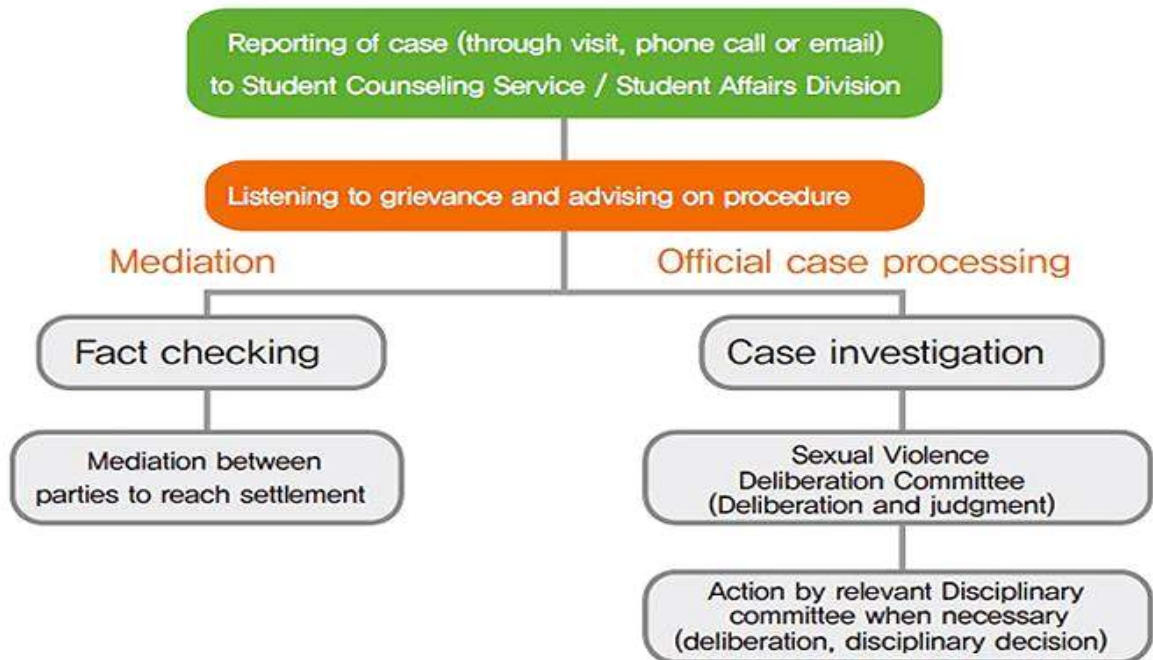 Reporting of case (through visit, phone call or email)
to Student Counseling Service / Student Affairs Division
Listening to grievance and advising on procedure
Mediation
Official case processing
Fact checking
Case investigation
Mediation between
parties to reach settlement
Sexual Violence
Deliberation Committee
(Deliberation and judgment)
Action by relevant Disciplinary
committee when necessary
(deliberation, disciplinary decision)